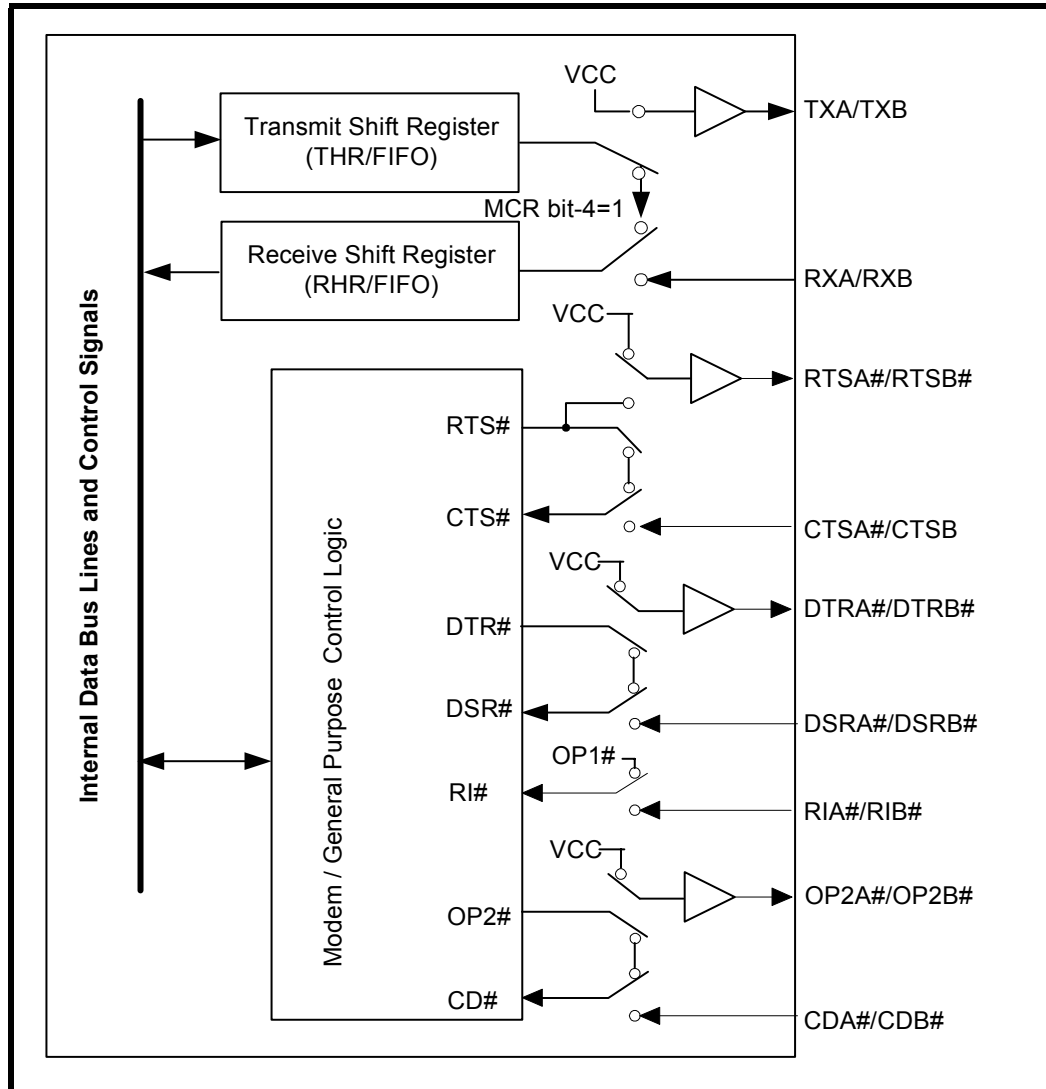 VCC
TXA/TXB
Transmit Shift Register
(THR/FIFO)
MCR bit-4=1
Receive Shift Register
(RHR/FIFO)
RXA/RXB
VCC
RTSA#/RTSB#
RTS#
CTS#
CTSA#/CTSB
VCC
DTRA#/DTRB#
DTR#
DSR#
DSRA#/DSRB#
OP1#
RI#
RIA#/RIB#
VCC
OP2A#/OP2B#
OP2#
CD#
CDA#/CDB#
Internal Data Bus Lines and Control Signals
Modem / General Purpose Control Logic